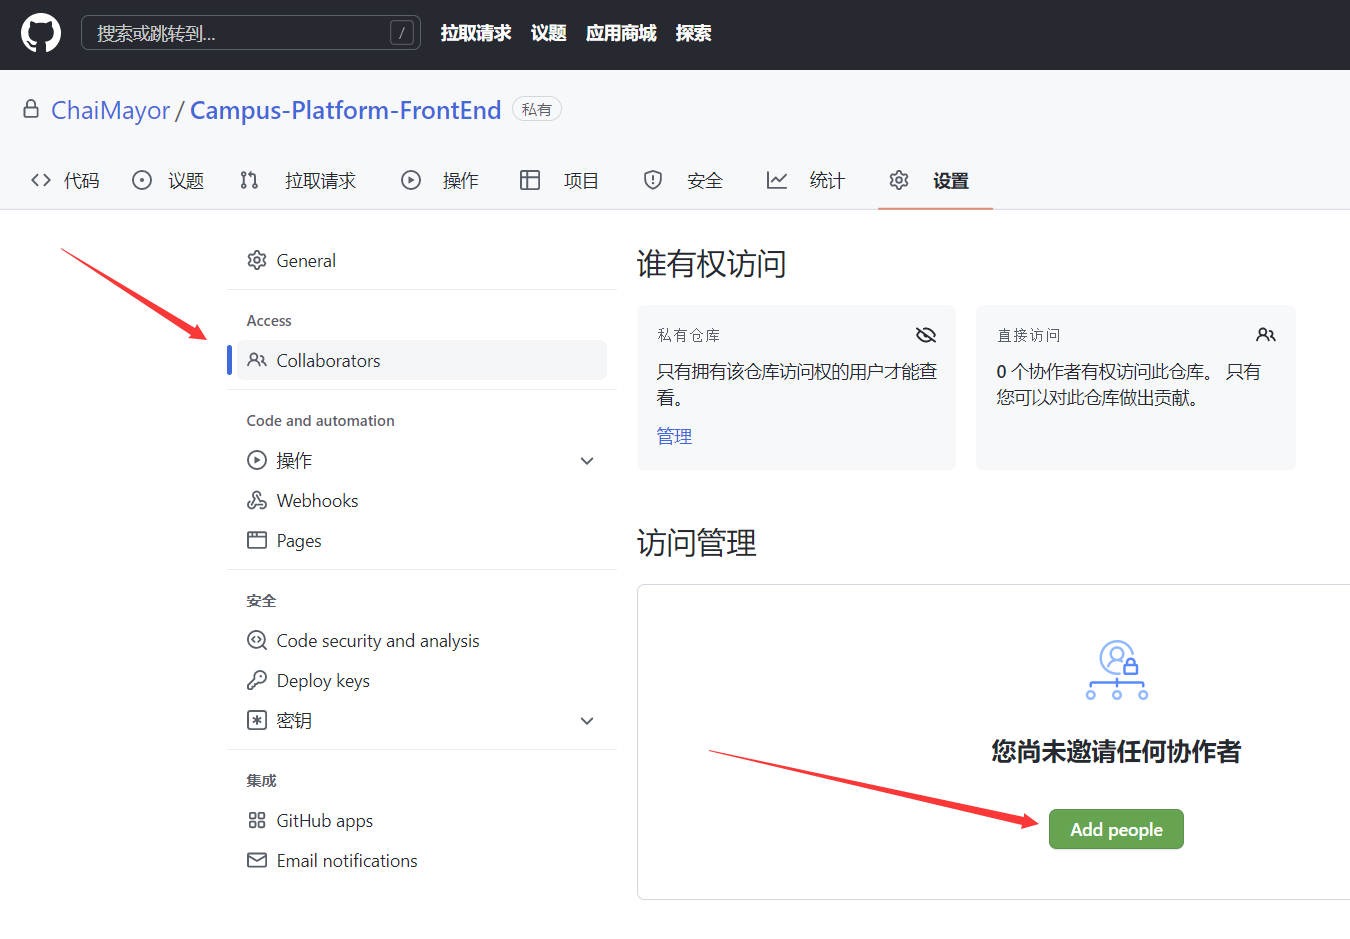 搜索或跳转到...
/
拉取请求 议题 应用商城 探索
ChaiMayor / Campus-Platform-FrontEnd 私有
代码 议题 拉取请求 操作 项目 安全 统计 设置
General
Access
Collaborators
Code and automation
操作
Webhooks
Pages
安全
Code security and analysis
Deploy keys
密钥
集成
GitHub apps
Email notifications
谁有权访问
私有仓库
只有拥有该仓库访问权的用户才能查
看。
管理
直接访问
0 个协作者有权访问此仓库。 只有
您可以对此仓库做出贡献。
访问管理
您尚未邀请任何协作者
Add people